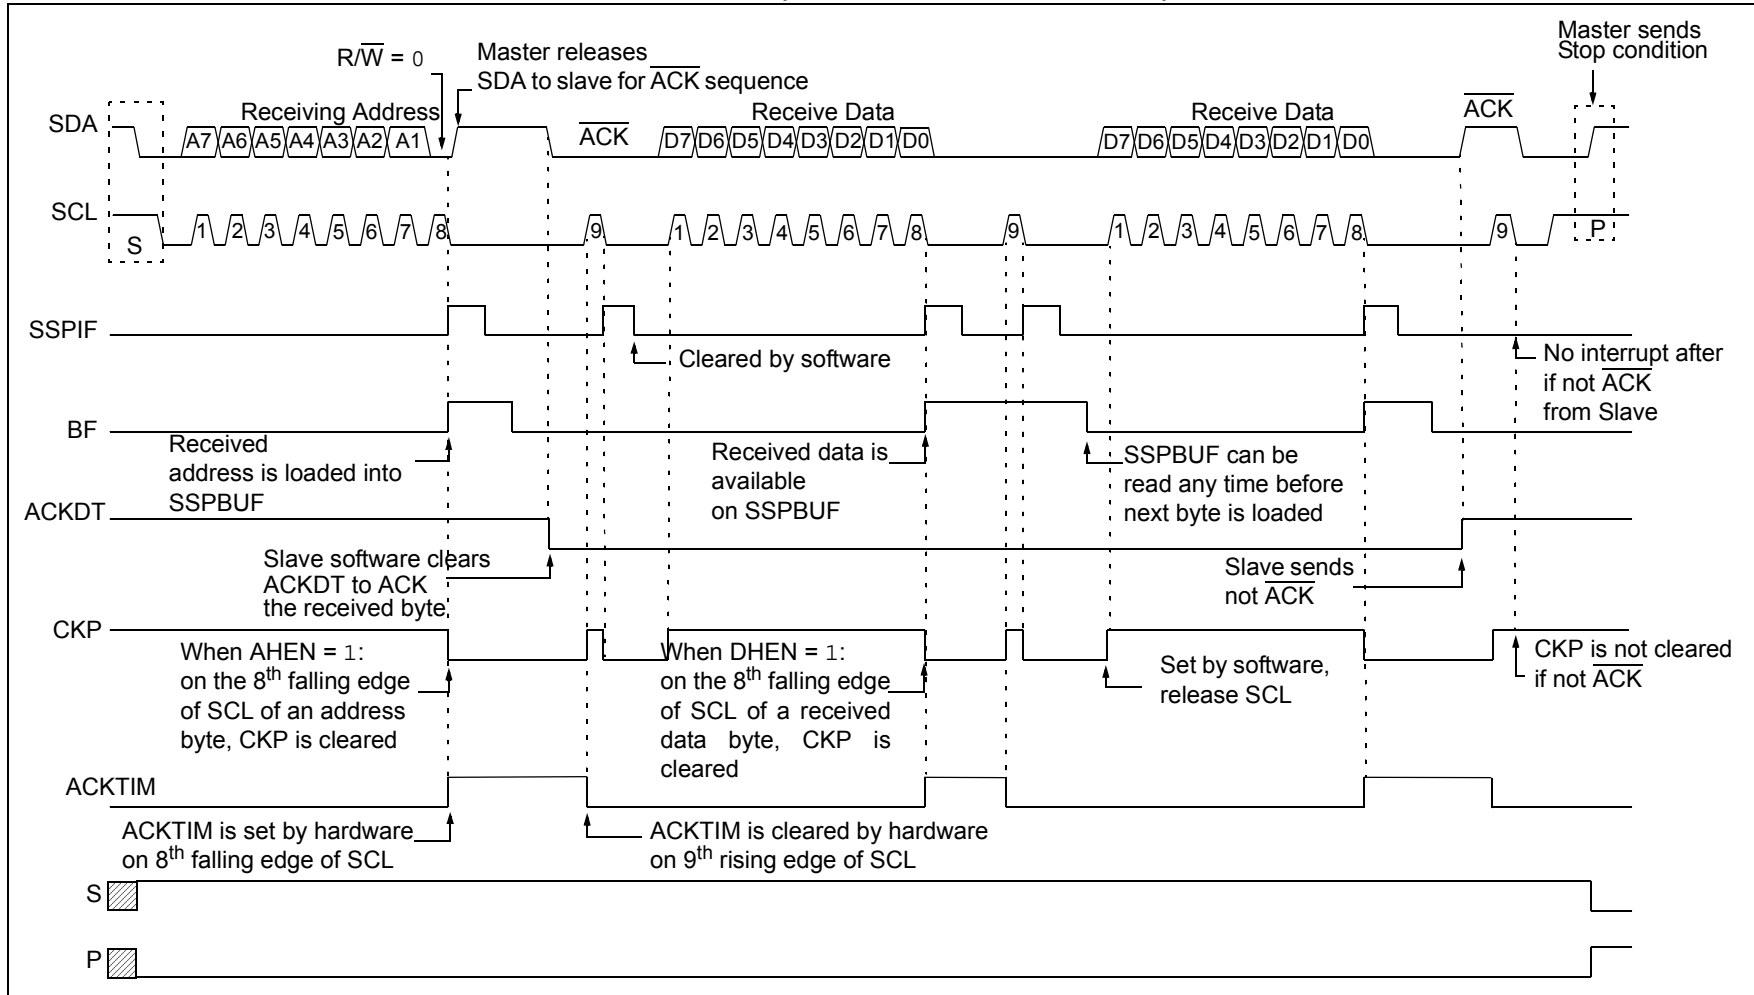 Master sends
Stop condition
R/W = 0
Master releases
SDA to slave for ACK sequence
Receiving Address
Receive Data
Receive Data
ACK
SDA
A7 A6 A5 A4 A3 A2 A1
ACK
D7 D6 D5 D4 D3 D2 D1 D0
D7 D6 D5 D4 D3 D2 D1 D0
SCL
S
1 2 3 4 5 6 7 8
9
1 2 3 4 5 6 7 8
9
1 2 3 4 5 6 7 8
9
P
SSPIF
Cleared by software
No interrupt after
if not ACK
from Slave
BF
Received
address is loaded into
SSPBUF
Received data is
available
on SSPBUF
SSPBUF can be
read any time before
next byte is loaded
ACKDT
Slave software clears
ACKDT to ACK
the received byte
Slave sends
not ACK
CKP
When AHEN = 1:
on the 8th falling edge
of SCL of an address
byte, CKP is cleared
When DHEN = 1:
on the 8th falling edge
of SCL of a received
data byte, CKP is
cleared
Set by software,
release SCL
CKP is not cleared
if not ACK
ACKTIM
ACKTIM is set by hardware
on 8th falling edge of SCL
ACKTIM is cleared by hardware
on 9th rising edge of SCL
S
P